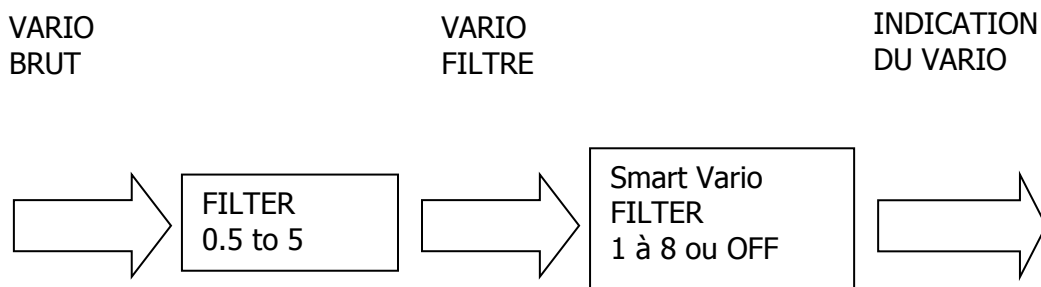 VARIO
BRUT
VARIO
FILTRE
INDICATION
DU VARIO
FILTER
0.5 to 5
Smart Vario
FILTER
1 à 8 ou OFF